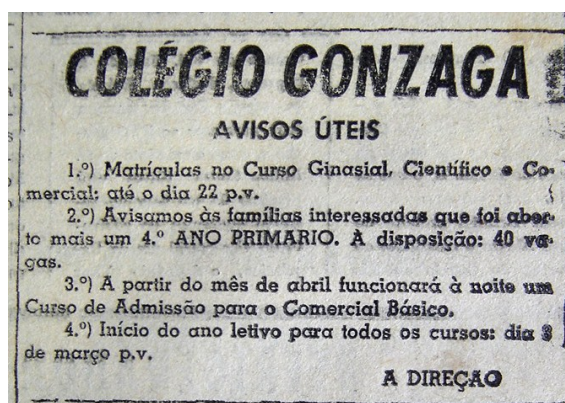 COLÉGIO GONZAGA
AVISOS ÚTEIS
1.º) Matrículas no Curso Ginasial, Científico e Co-
mercial: até o dia 22 p.v.
2.º) Avisamos às famílias interessadas que foi aber-
to mais um 4.º ANO PRIMARIO. À disposição: 40 va-
gas.
3.º) A partir do mês de abril funcionará à noite um
Curso de Admissão para o Comercial Básico.
4.º) Início do ano letivo para todos os cursos: dia
de março p.v.
A DIREÇÃO